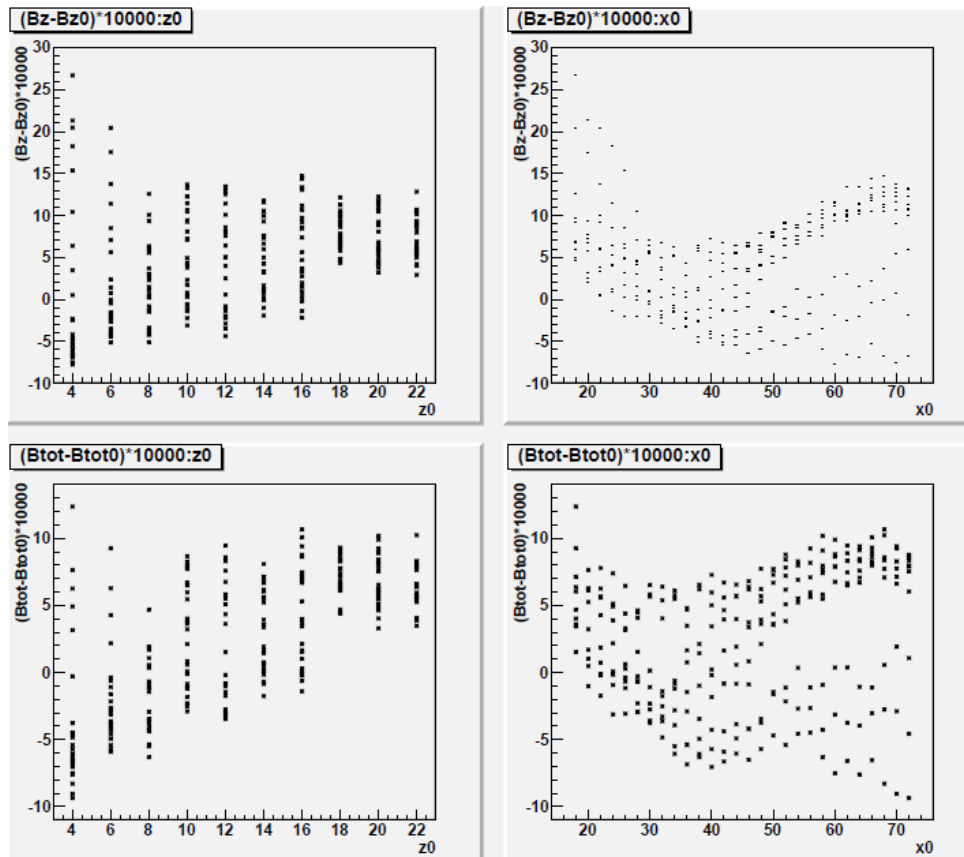 (Bz-Bz0)*10000:z0
(Bz-Bz0)*10000
30
25
20
15
10
5
0
-5
-10
4 6 8 10 12 14 16 18 20 22
z0
(Bz-Bz0)*10000:x0
(Bz-Bz0)*10000
30
25
20
15
10
5
0
-5
-10
20 30 40 50 60 70
x0
(Btot-Btot0)*10000:z0
(Btot-Btot0)*10000
10
5
0
-5
-10
4 6 8 10 12 14 16 18 20 22
z0
(Btot-Btot0)*10000:x0
(Btot-Btot0)*10000
10
5
0
-5
-10
20 30 40 50 60 70
x0